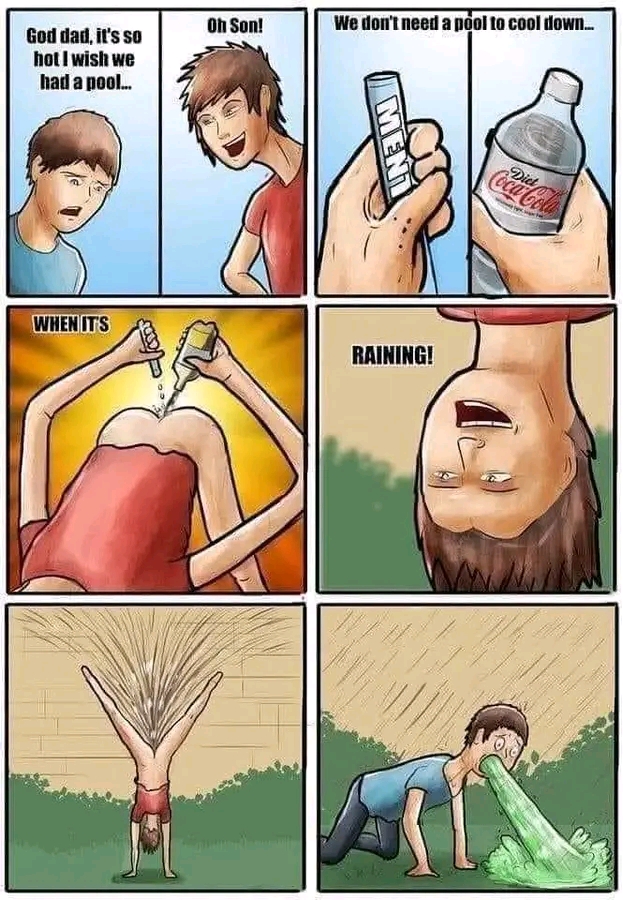 God dad, it's so
hot I wish we
had a pool...
Oh Son!
We don't need a pool to cool down...
MENT
Diet
Coca-Cola
WHEN IT'S
RAINING!